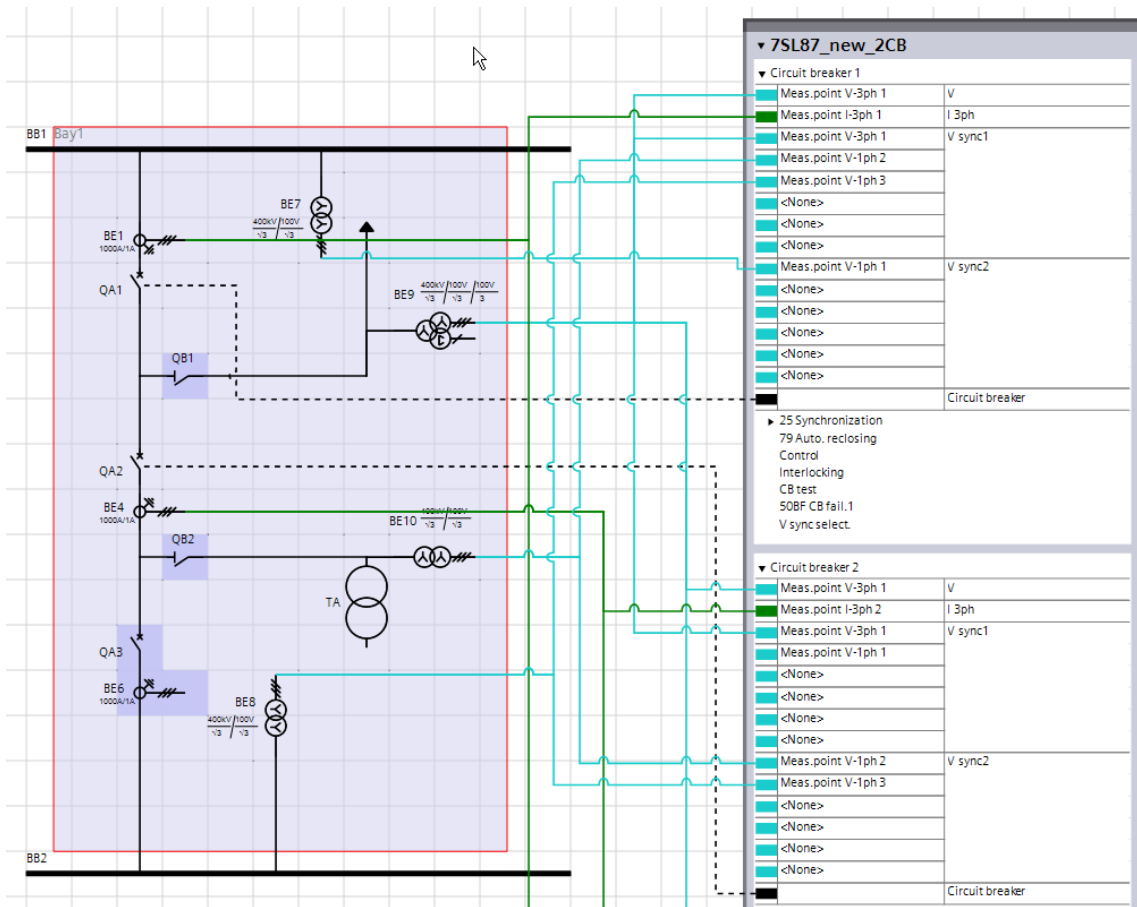 BB1 Bay1
BE7
400kV/100V
√3 √3
BE1
1000A/1A
QA1
BE9 400kV/100V/100V
√3 √3 3
QB1
QA2
BE4
1000A/1A
BE10 400kV/100V
√3 √3
QB2
TA
QA3
BE6
1000A/1A
BE8
400kV/100V
√3 √3
BB2
7SL87_new_2CB
Circuit breaker 1
Meas.point V-3ph 1 V
Meas.point I-3ph 1 I 3ph
Meas.point V-3ph 1 V sync1
Meas.point V-1ph 2
Meas.point V-1ph 3
<None>
<None>
<None>
Meas.point V-1ph 1 V sync2
<None>
<None>
<None>
<None>
<None>
Circuit breaker
25 Synchronization
79 Auto. reclosing
Control
Interlocking
CB test
50BF CB fail.1
V sync select.
Circuit breaker 2
Meas.point V-3ph 1 V
Meas.point I-3ph 2 I 3ph
Meas.point V-3ph 1 V sync1
Meas.point V-1ph 1
<None>
<None>
<None>
<None>
Meas.point V-1ph 2 V sync2
Meas.point V-1ph 3
<None>
<None>
<None>
<None>
Circuit breaker